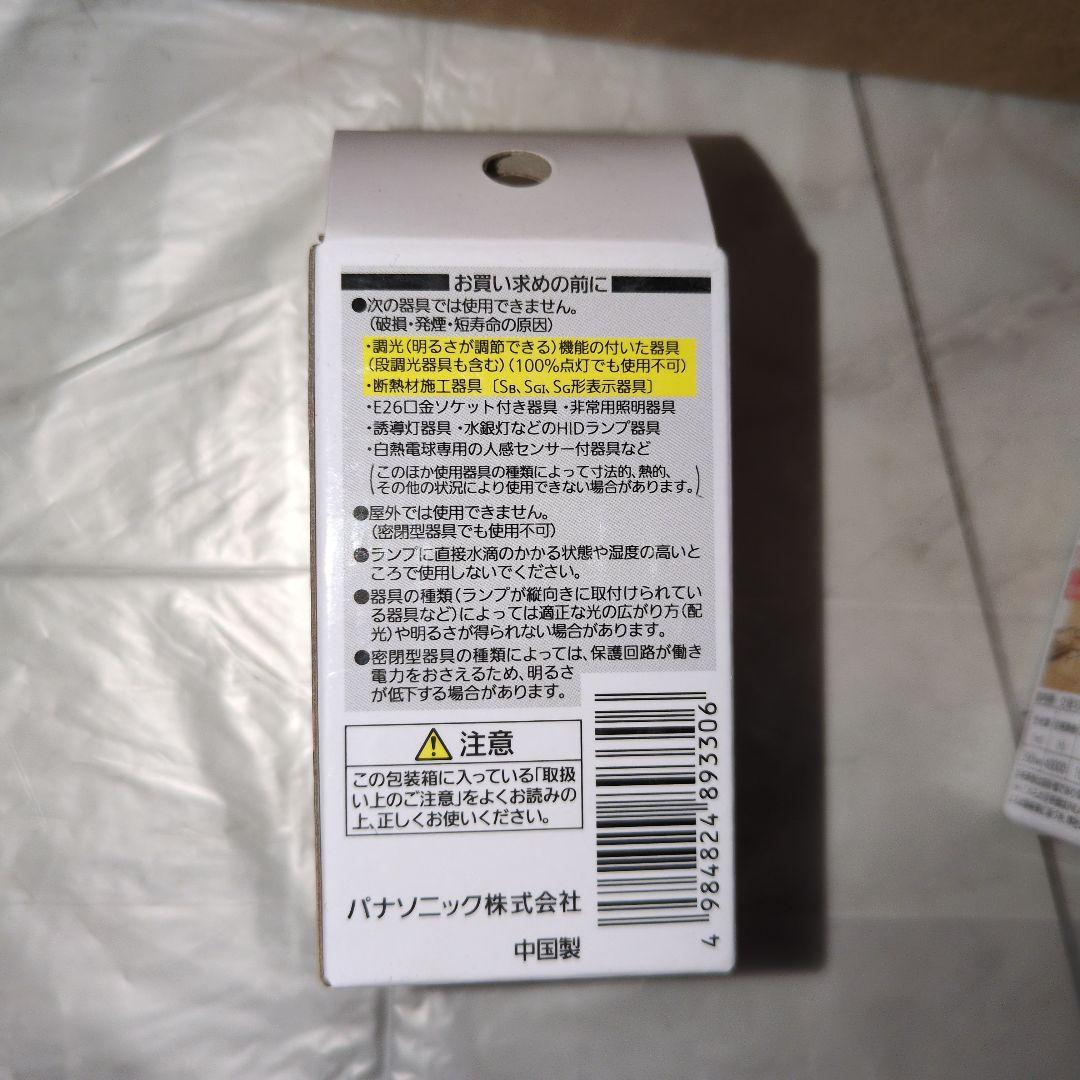 お買い求めの前に
●次の器具では使用できません。
(破損・発煙・短寿命の原因)
・調光(明るさが調節できる)機能の付いた器具
(段調光器具も含む)(100%点灯でも使用不可)
・断熱材施工器具〔SB、SGI、SG形表示器具〕
・E26口金ソケット付き器具・非常用照明器具
・誘導灯器具・水銀灯などのHIDランプ器具
・白熱電球専用の人感センサー付器具など
(このほか使用器具の種類によって寸法的、熱的、
その他の状況により使用できない場合があります。)
●屋外では使用できません。
(密閉型器具でも使用不可)
●ランプに直接水滴のかかる状態や湿度の高いと
ころで使用しないでください。
●器具の種類(ランプが縦向きに取付けられてい
る器具など)によっては適正な光の広がり方(配
光)や明るさが得られない場合があります。
●密閉型器具の種類によっては、保護回路が働き
電力をおさえるため、明るさ
が低下する場合があります。
注意
この包装箱に入っている「取扱
い上のご注意」をよくお読みの
上、正しくお使いください。
パナソニック株式会社
中国製
4 984824 893306